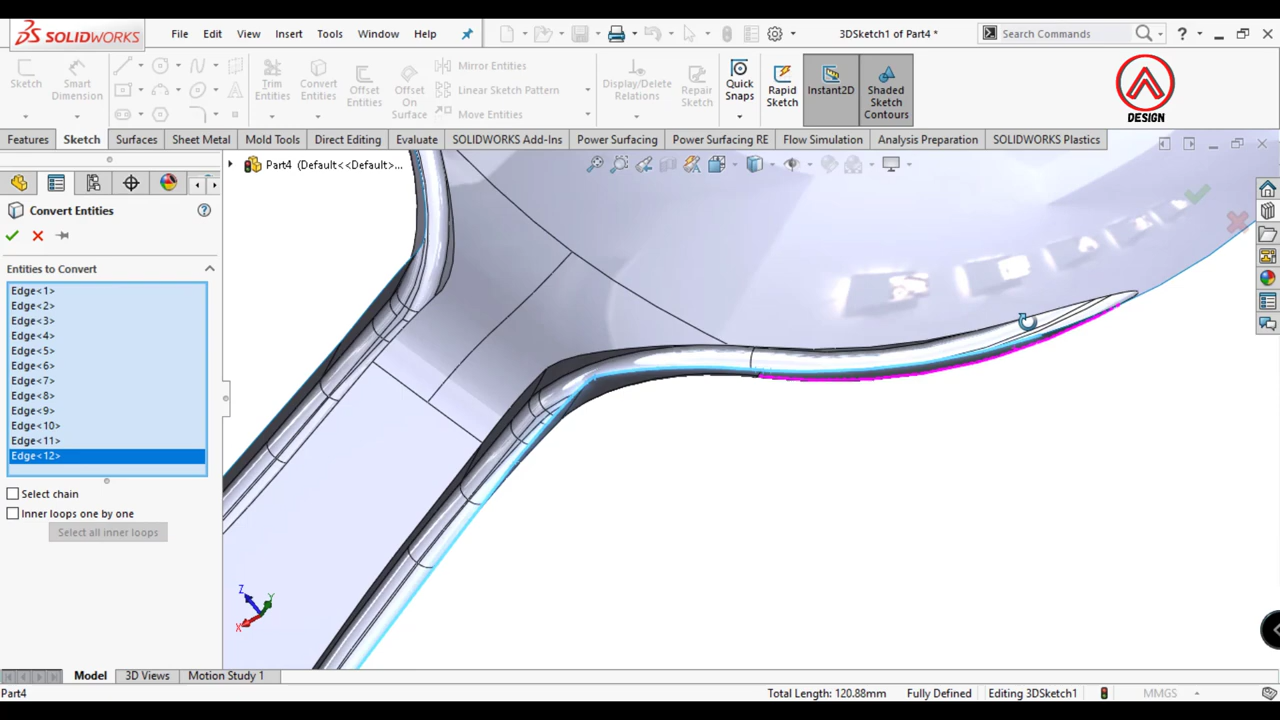 SOLIDWORKS File Edit View Insert Tools Window Help 3DSketch1 of Part4 * Search Commands
Sketch Smart Dimension Trim Entities Convert Entities Offset Entities Offset On Surface Mirror Entities Linear Sketch Pattern Move Entities Display/Delete Relations Repair Sketch Quick Snaps Rapid Sketch Instant2D Shaded Sketch Contours
DESIGN
Features Sketch Surfaces Sheet Metal Mold Tools Direct Editing Evaluate SOLIDWORKS Add-Ins Power Surfacing Power Surfacing RE Flow Simulation Analysis Preparation SOLIDWORKS Plastics
Part4 (Default<<Default>...
Convert Entities
Entities to Convert
Edge<1>
Edge<2>
Edge<3>
Edge<4>
Edge<5>
Edge<6>
Edge<7>
Edge<8>
Edge<9>
Edge<10>
Edge<11>
Edge<12>
Select chain
Inner loops one by one
Select all inner loops
Z Y
X
Model 3D Views Motion Study 1
Part4 Total Length: 120.88mm Fully Defined Editing 3DSketch1 MMGS